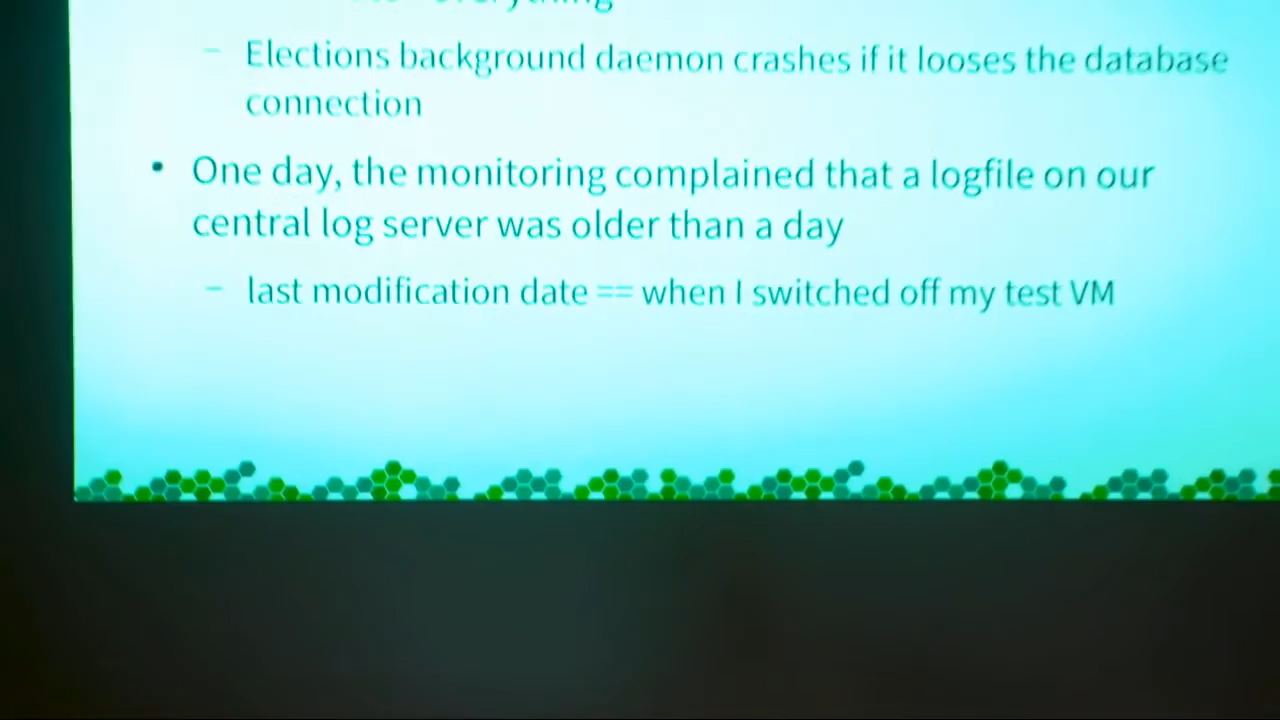 everything
– Elections background daemon crashes if it looses the database
connection
• One day, the monitoring complained that a logfile on our
central log server was older than a day
– last modification date == when I switched off my test VM